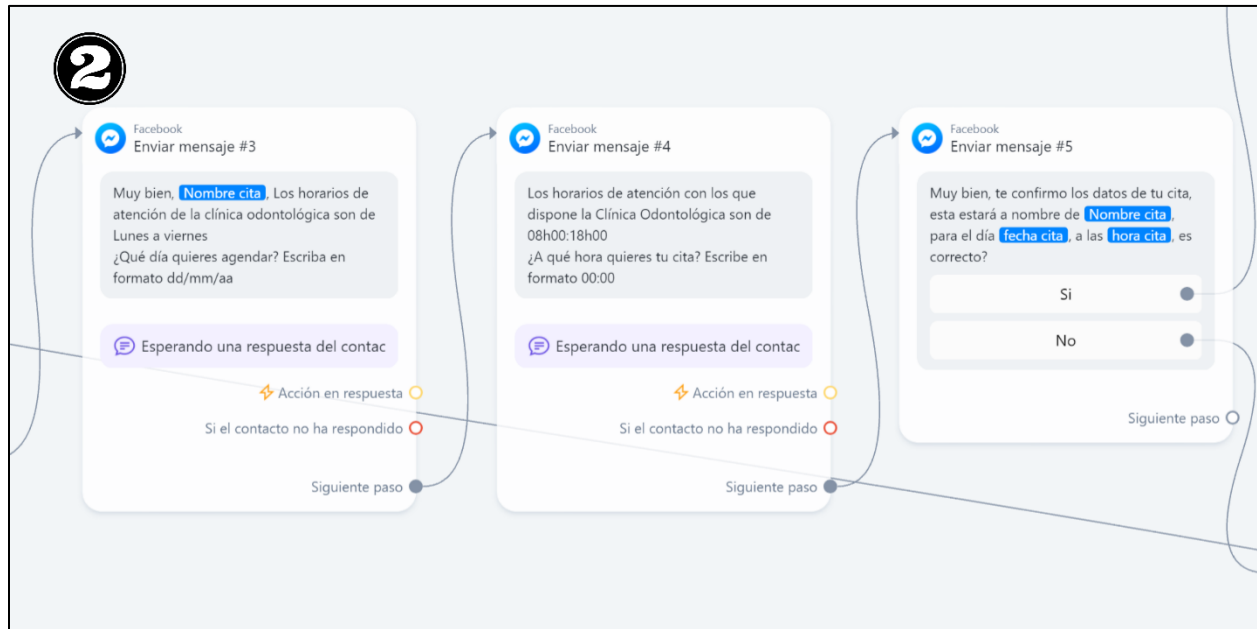 2
Facebook
Enviar mensaje #3
Muy bien, Nombre cita, Los horarios de
atención de la clínica odontológica son de
Lunes a viernes
¿Qué día quieres agendar? Escriba en
formato dd/mm/aa
Esperando una respuesta del contac
Acción en respuesta
Si el contacto no ha respondido
Siguiente paso
Facebook
Enviar mensaje #4
Los horarios de atención con los que
dispone la Clínica Odontológica son de
08h00:18h00
¿A qué hora quieres tu cita? Escribe en
formato 00:00
Esperando una respuesta del contac
Acción en respuesta
Si el contacto no ha respondido
Siguiente paso
Facebook
Enviar mensaje #5
Muy bien, te confirmo los datos de tu cita,
esta estará a nombre de Nombre cita,
para el día fecha cita, a las hora cita, es
correcto?
Si
No
Siguiente paso